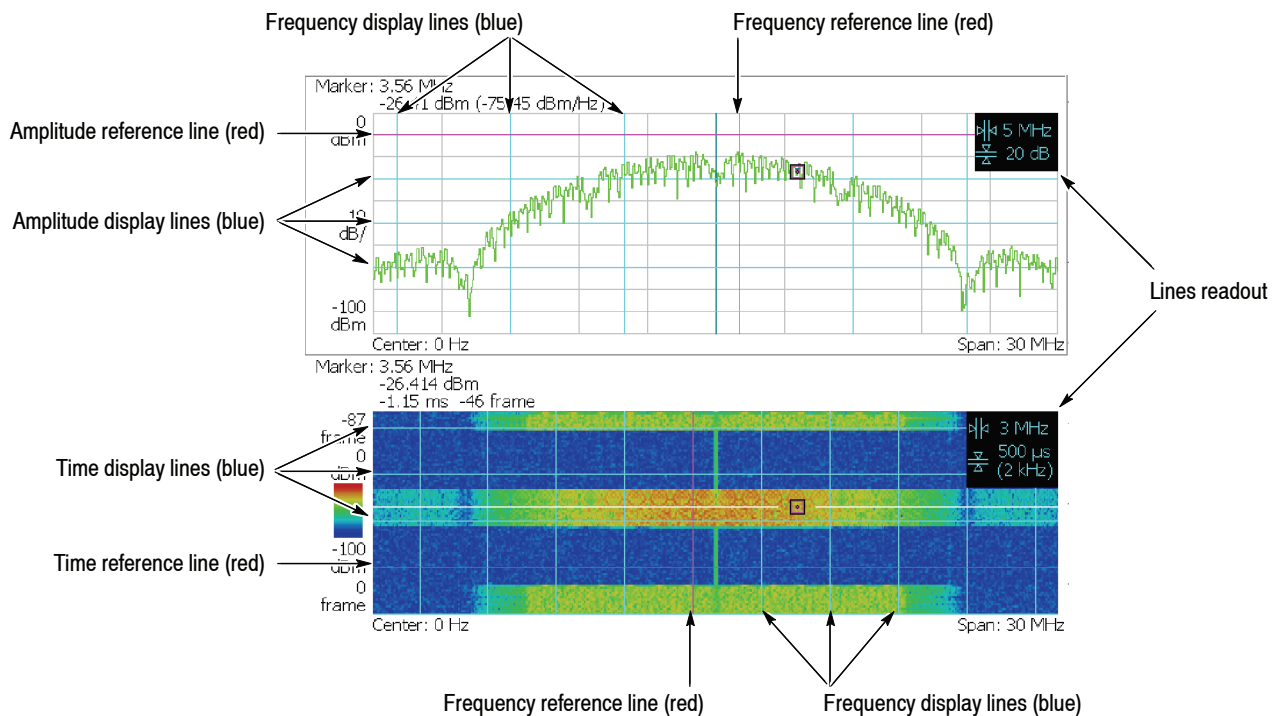 Frequency display lines (blue)
Frequency reference line (red)
Marker: 3.56 MHz
-26.41 dBm (-75.45 dBm/Hz)
Amplitude reference line (red)
0
dBm
5 MHz
20 dB
Amplitude display lines (blue)
10
dB/
-100
dBm
Center: 0 Hz
Span: 30 MHz
Lines readout
Marker: 3.56 MHz
-26.414 dBm
-1.15 ms -46 frame
-87
frame
3 MHz
500 µs
(2 kHz)
Time display lines (blue)
0
dBm
Time reference line (red)
-100
dBm
0
frame
Center: 0 Hz
Span: 30 MHz
Frequency reference line (red)
Frequency display lines (blue)